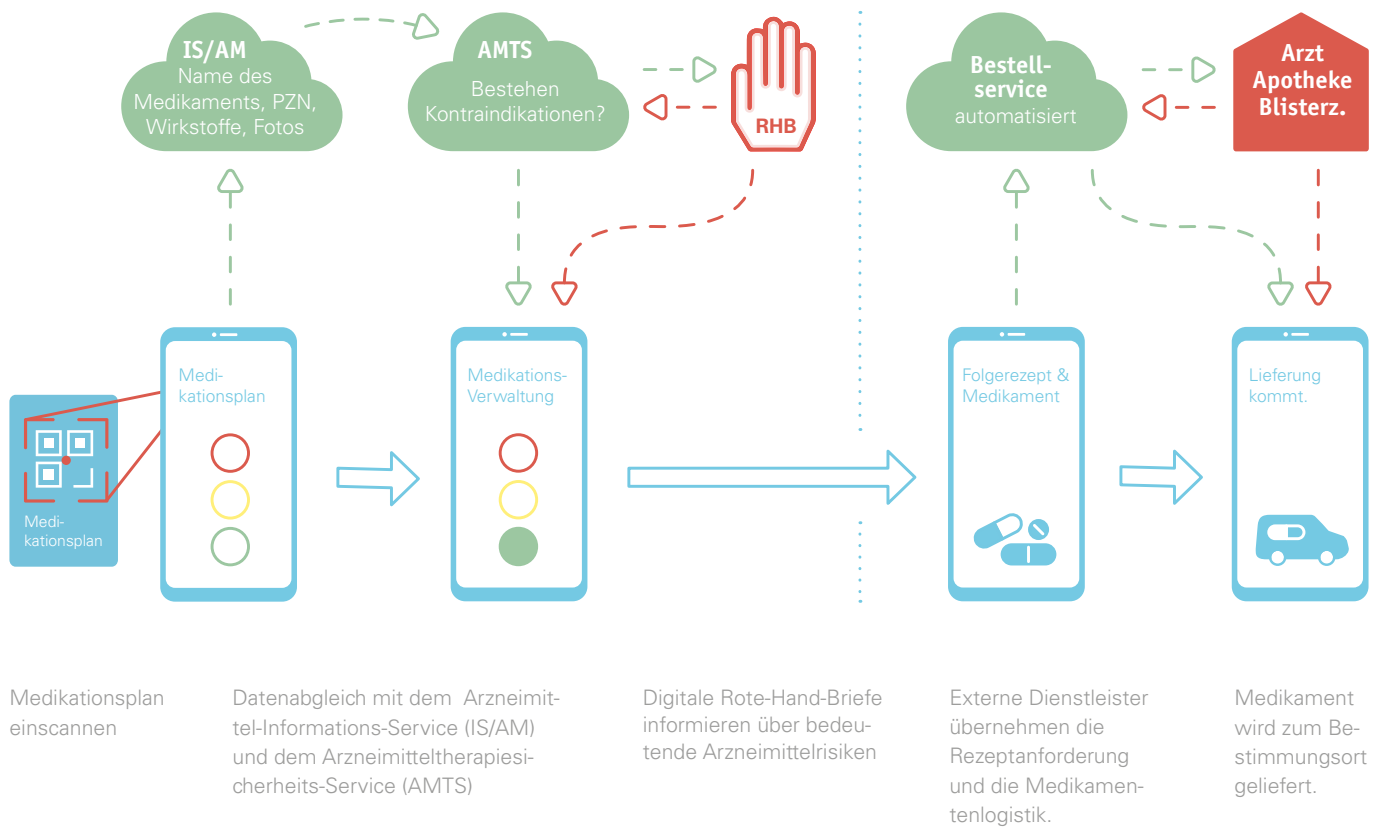 IS/AM
Name des
Medikaments, PZN,
Wirkstoffe, Fotos
AMTS
Bestehen
Kontraindikationen?
RHB
Bestell-
service
automatisiert
Arzt
Apotheke
Blisterz.
Medi-
kationsplan
Medi-
kationsplan
Medikations-
Verwaltung
Folgerezept &
Medikament
Lieferung
kommt.
Medikationsplan
einscannen
Datenabgleich mit dem Arzneimit-
tel-Informations-Service (IS/AM)
und dem Arzneimitteltherapiesi-
cherheits-Service (AMTS)
Digitale Rote-Hand-Briefe
informieren über bedeu-
tende Arzneimittelrisiken
Externe Dienstleister
übernehmen die
Rezeptanforderung
und die Medikamen-
tenlogistik.
Medikament
wird zum Be-
stimmungsort
geliefert.